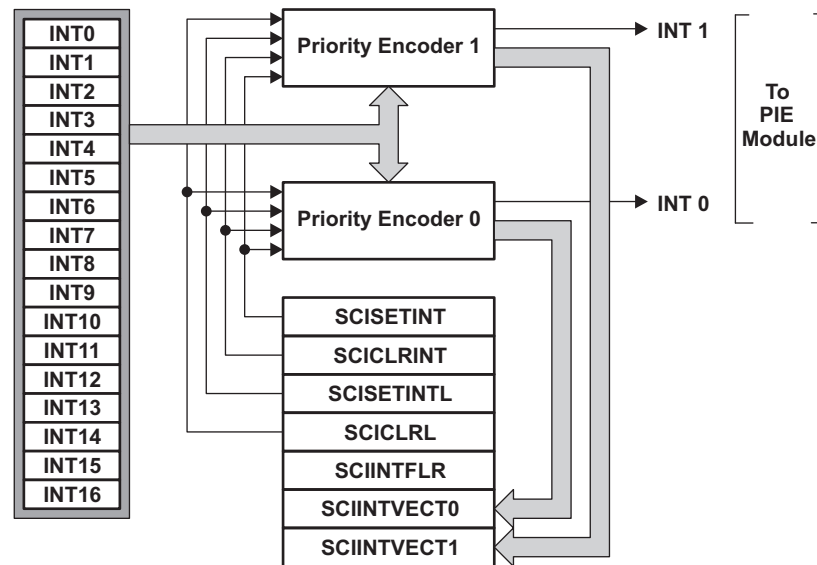 INT0
INT1
INT2
INT3
INT4
INT5
INT6
INT7
INT8
INT9
INT10
INT11
INT12
INT13
INT14
INT15
INT16
Priority Encoder 1
Priority Encoder 0
SCISETINT
SCICLRINT
SCISETINTL
SCICLRL
SCIINTFLR
SCIINTVECT0
SCIINTVECT1
INT 1
INT 0
To
PIE
Module